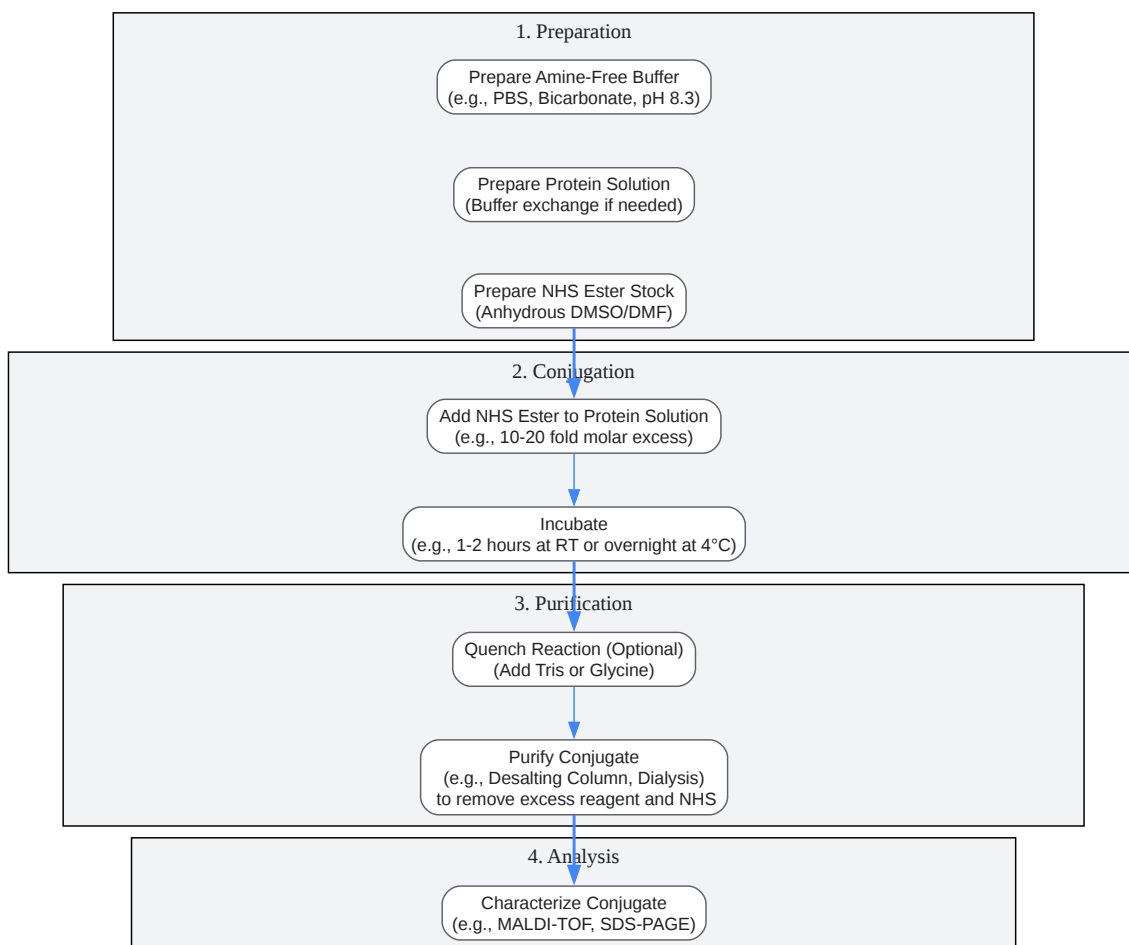 1. Preparation
Prepare Amine-Free Buffer
(e.g., PBS, Bicarbonate, pH 8.3)
Prepare Protein Solution
(Buffer exchange if needed)
Prepare NHS Ester Stock
(Anhydrous DMSO/DMF)
2. Conjugation
Add NHS Ester to Protein Solution
(e.g., 10-20 fold molar excess)
Incubate
(e.g., 1-2 hours at RT or overnight at 4°C)
3. Purification
Quench Reaction (Optional)
(Add Tris or Glycine)
Purify Conjugate
(e.g., Desalting Column, Dialysis)
to remove excess reagent and NHS
4. Analysis
Characterize Conjugate
(e.g., MALDI-TOF, SDS-PAGE)